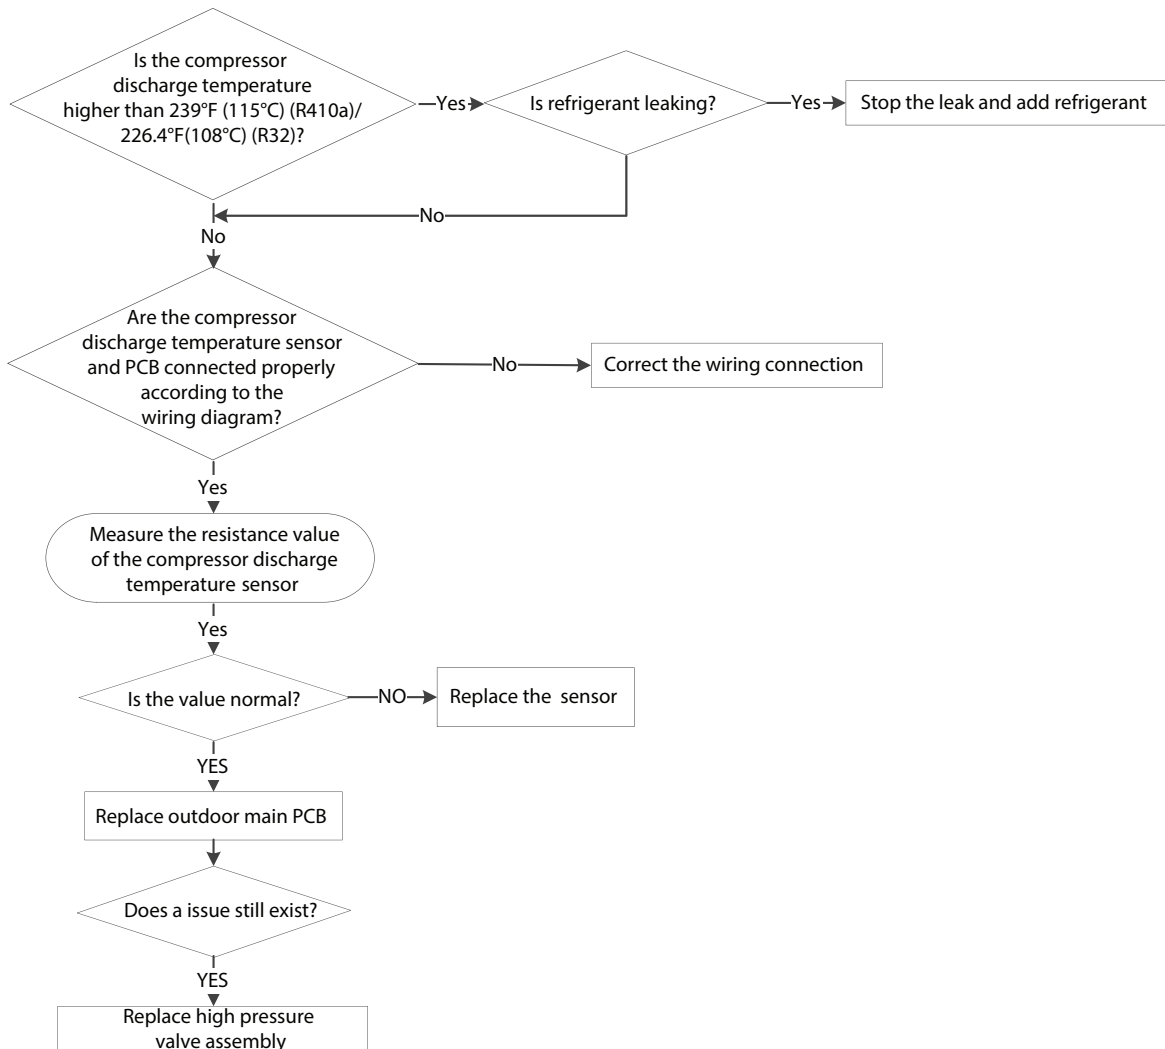 Is the compressor
discharge temperature
higher than 239°F (115°C) (R410a)/
226.4°F(108°C) (R32)?
Yes
Is refrigerant leaking?
Yes
Stop the leak and add refrigerant
No
No
Are the compressor
discharge temperature sensor
and PCB connected properly
according to the
wiring diagram?
No
Correct the wiring connection
Yes
Measure the resistance value
of the compressor discharge
temperature sensor
Yes
Is the value normal?
NO
Replace the sensor
YES
Replace outdoor main PCB
Does a issue still exist?
YES
Replace high pressure
valve assembly